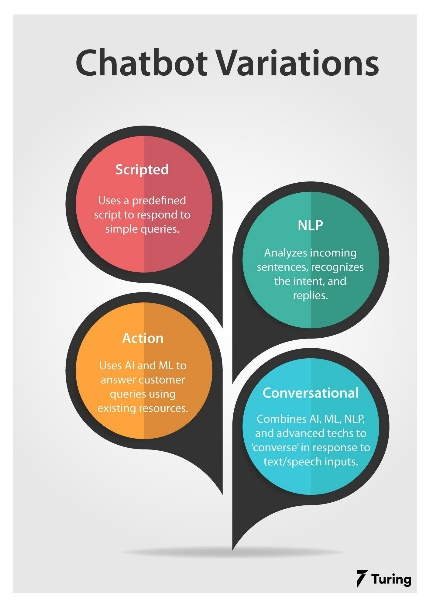 Chatbot Variations
Scripted
Uses a predefined
script to respond to
simple queries.
NLP
Analyzes incoming
sentences, recognizes
the intent, and
replies.
Action
Uses AI and ML to
answer customer
queries using
existing resources.
Conversational
Combines AI, ML, NLP,
and advanced techs to
'converse' in response to
text/speech inputs.
Turing